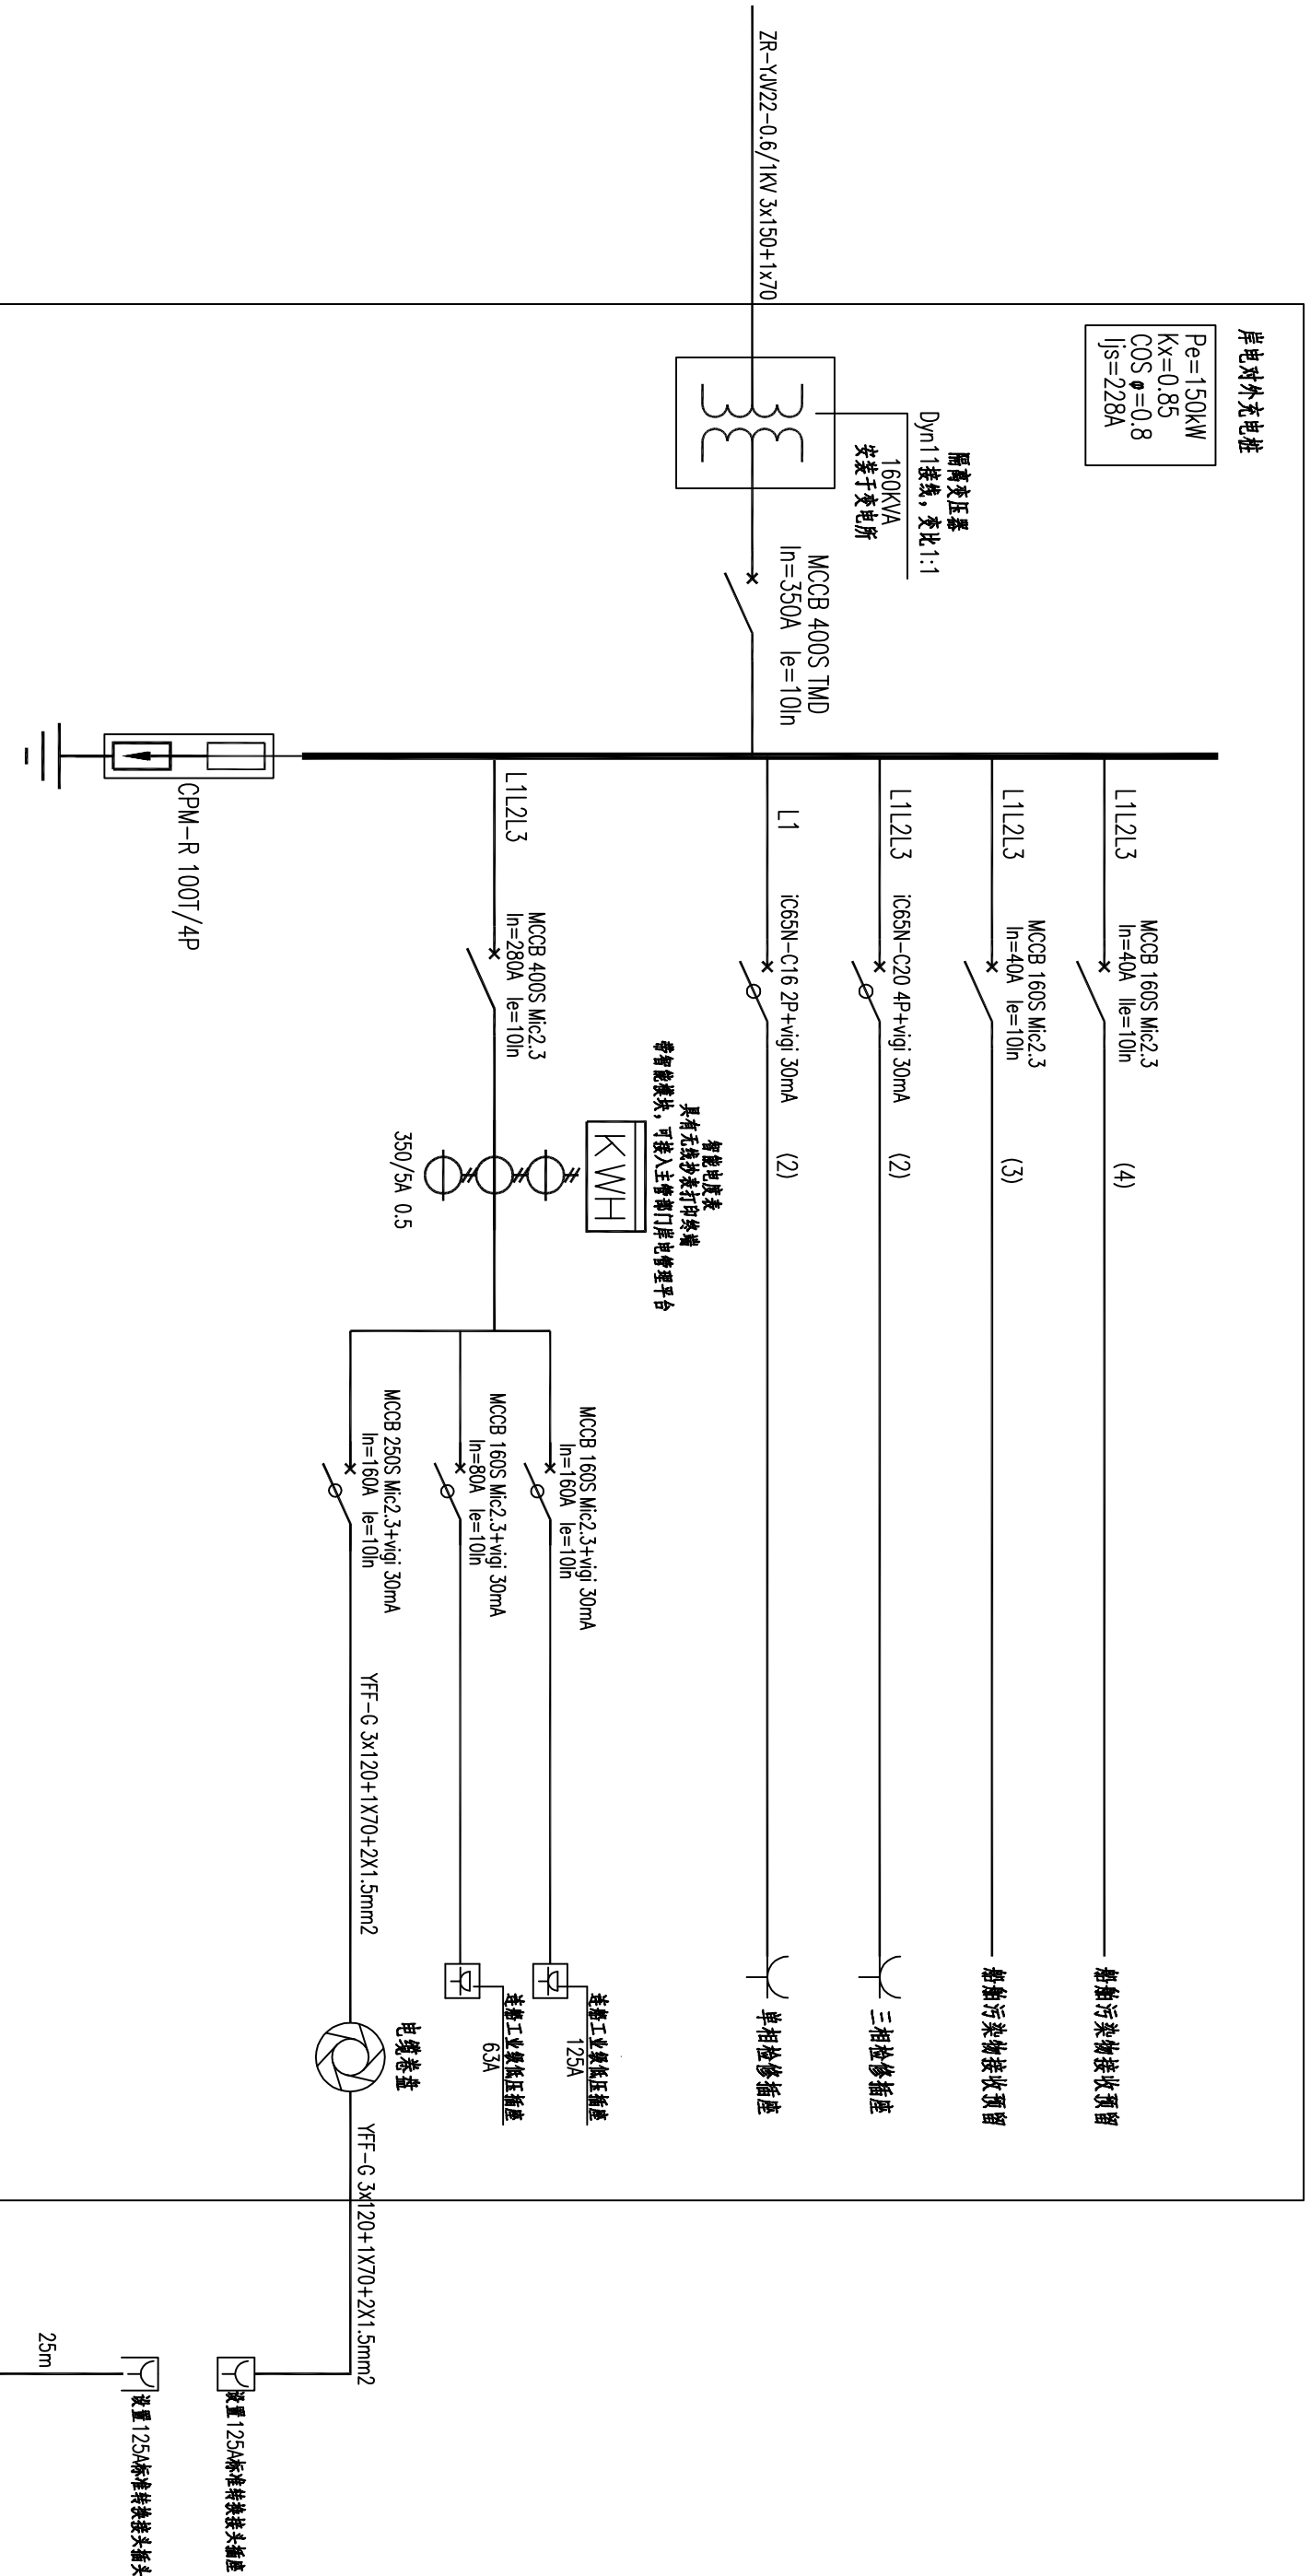 岸电对外充电桩
Pe=150kW
Kx=0.85
COS φ=0.8
Ijs=228A
ZR-YJV22-0.6/1KV 3x150+1x70
隔离变压器
Dyn11接线，变比1:1
160KVA
安装于变电所
MCCB 400S TMD
In=350A Ie=10In
CPM-R 100T/4P
L1L2L3
MCCB 160S Mic2.3
In=40A IIe=10In
(4)
船舶污染物接收预留
L1L2L3
MCCB 160S Mic2.3
In=40A Ie=10In
(3)
船舶污染物接收预留
L1L2L3
iC65N-C20 4P+vigi 30mA
(2)
三相检修插座
L1
iC65N-C16 2P+vigi 30mA
(2)
单相检修插座
L1L2L3
MCCB 400S Mic2.3
In=280A Ie=10In
智能电度表
具有无线抄表打印终端
带智能模块，可接入主管部门岸电管理平台
KWH
350/5A 0.5
MCCB 160S Mic2.3+vigi 30mA
In=160A Ie=10In
连船工业级低压插座
125A
MCCB 160S Mic2.3+vigi 30mA
In=80A Ie=10In
连船工业级低压插座
63A
MCCB 250S Mic2.3+vigi 30mA
In=160A Ie=10In
YFF-G 3x120+1X70+2X1.5mm2
电缆卷盘
YFF-G 3x120+1X70+2X1.5mm2
设置125A标准转换接头插座
设置125A标准转换接头插头
25m